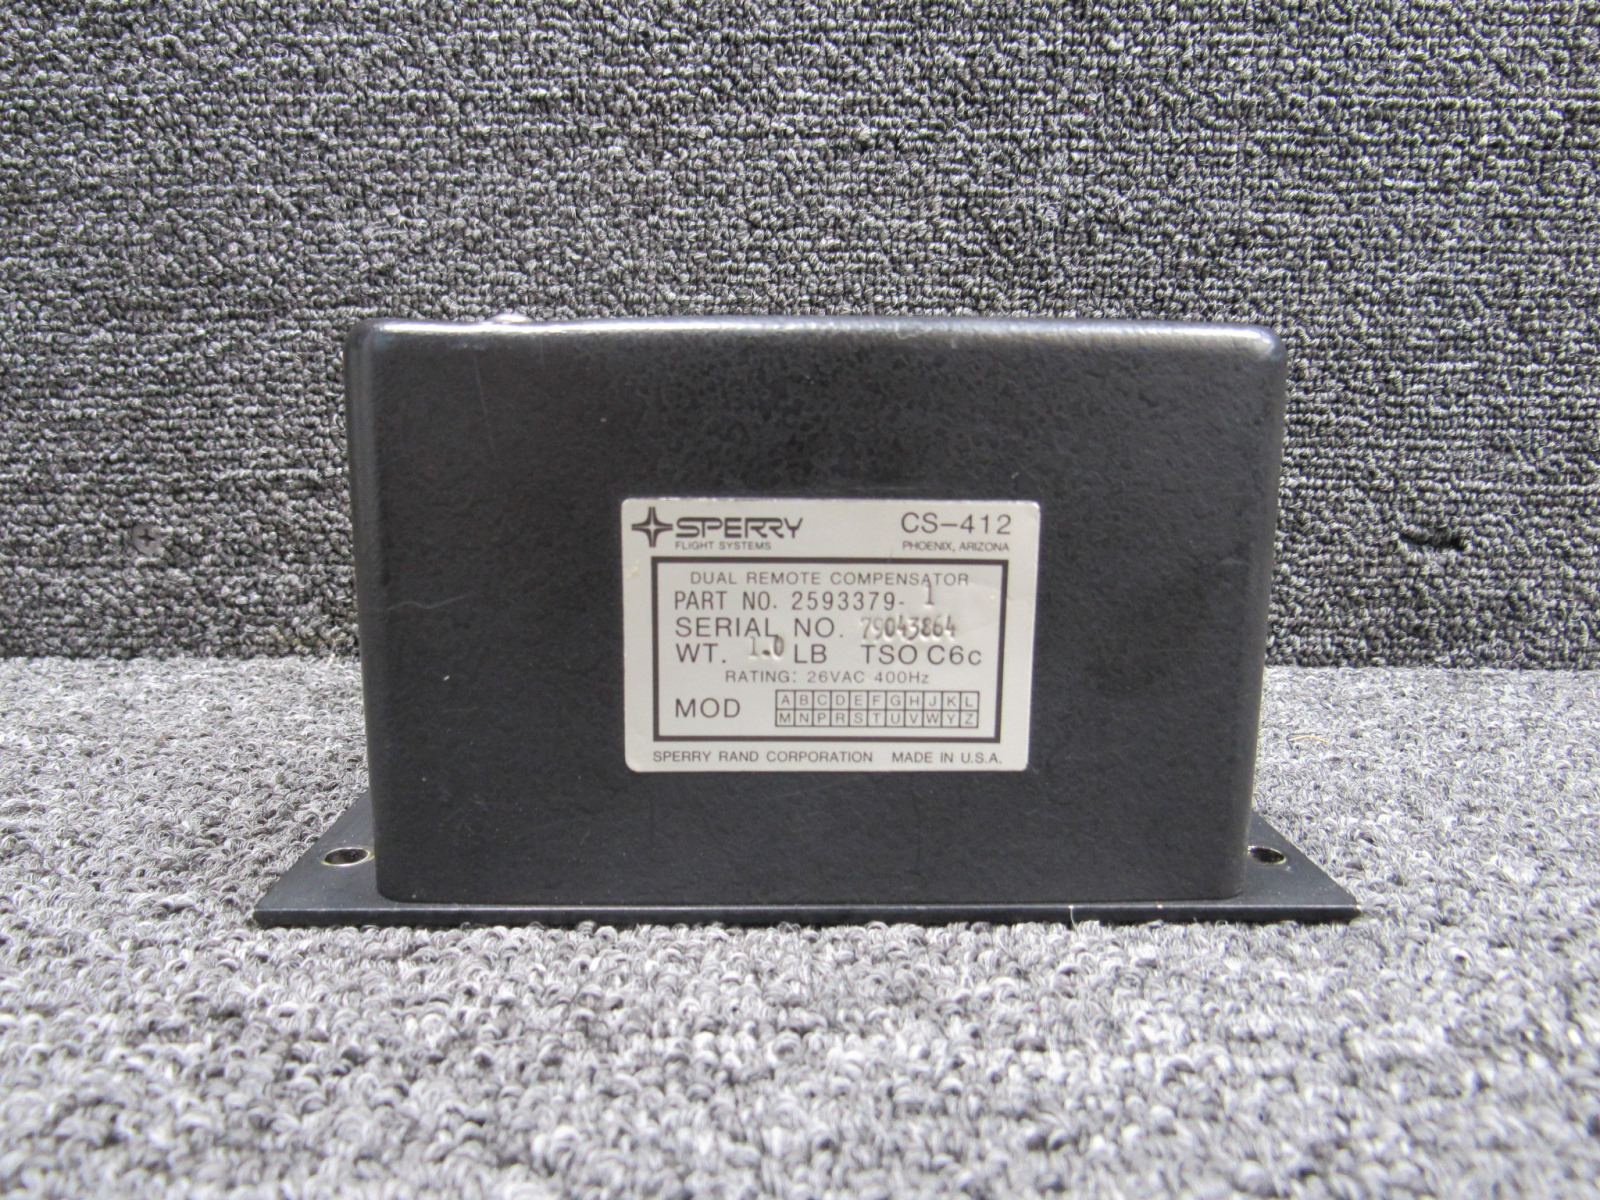 SPERRY CS-412
FLIGHT SYSTEMS PHOENIX, ARIZONA
DUAL REMOTE COMPENSATOR
PART NO. 2593379- 1
SERIAL NO. 79043864
WT. 1.0 LB TSO C6c
RATING: 26VAC 400Hz
MOD A B C D E F G H J K L
M N P R S T U V W Y Z
SPERRY RAND CORPORATION MADE IN U.S.A.